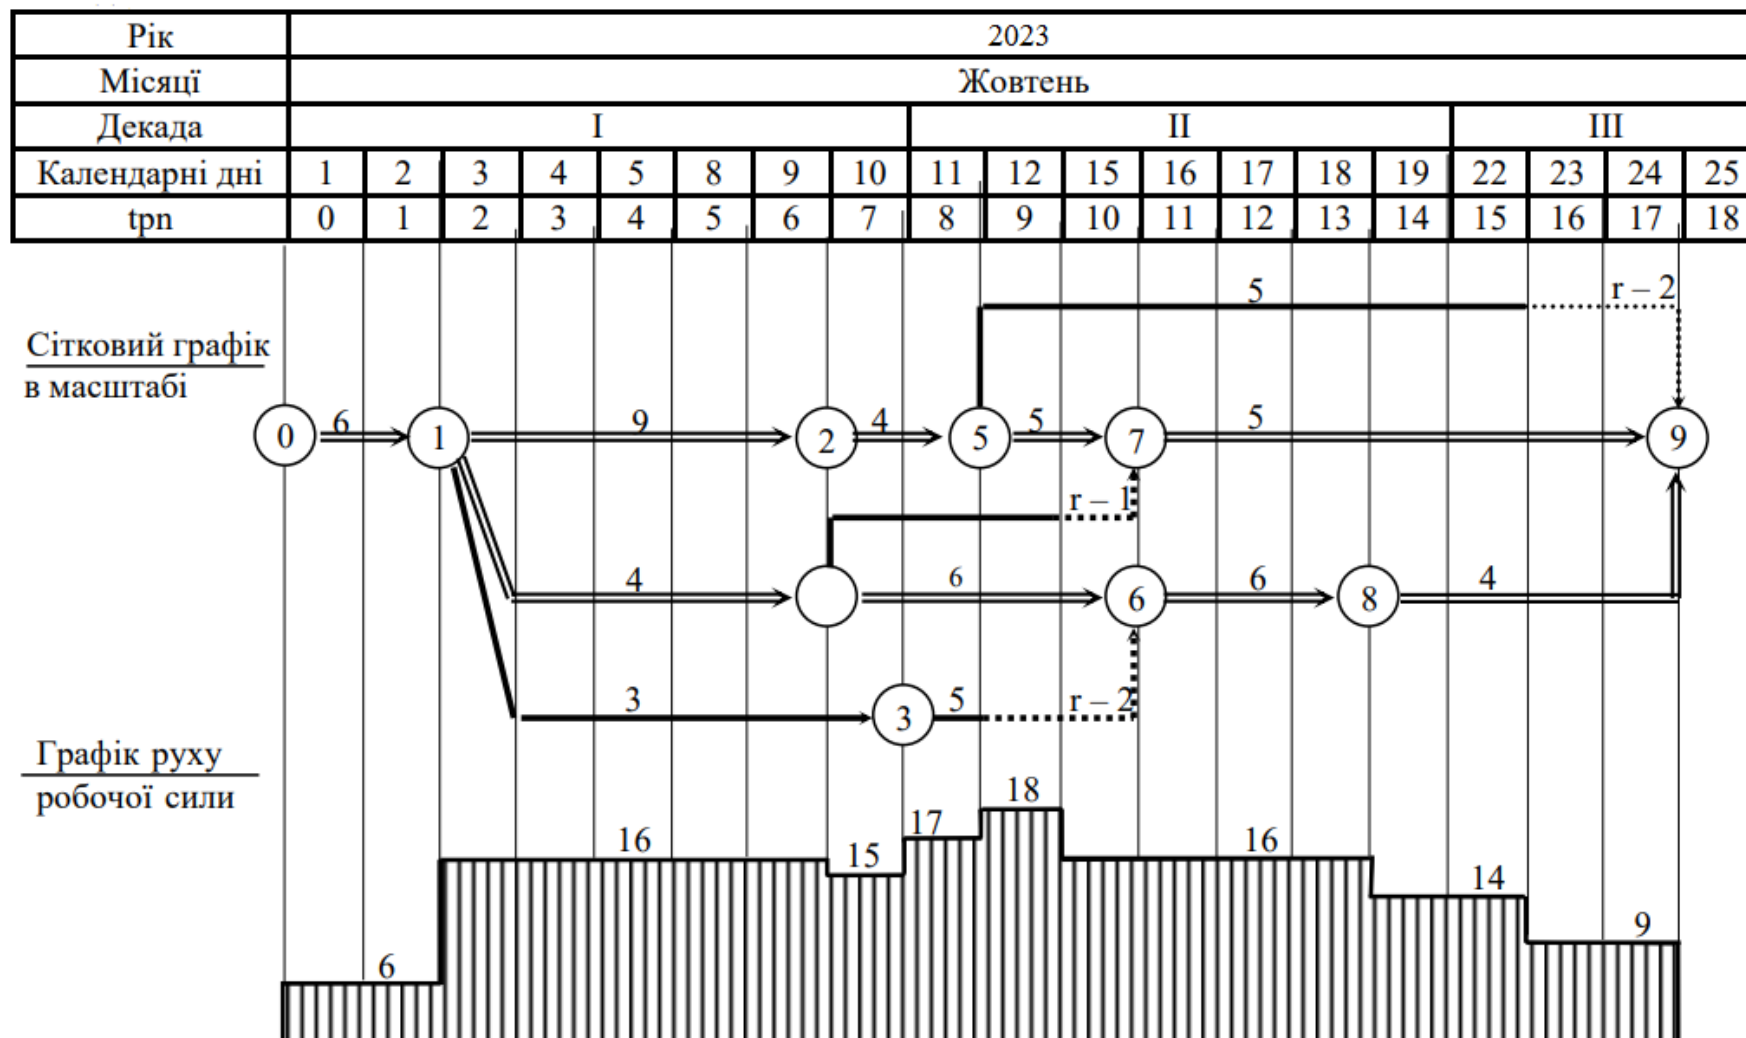 Рік 2023
Місяцї Жовтень
Декада I II III
Календарні дні 1 2 3 4 5 8 9 10 11 12 15 16 17 18 19 22 23 24 25
tpn 0 1 2 3 4 5 6 7 8 9 10 11 12 13 14 15 16 17 18
5 r – 2
Сітковий графік
в масштабі
0 6 1 9 2 4 5 5 7 5 9
r – 1
4 6 6 6 8 4
3 3 5 r – 2
Графік руху
робочої сили
6 16 15 17 18 16 14 9